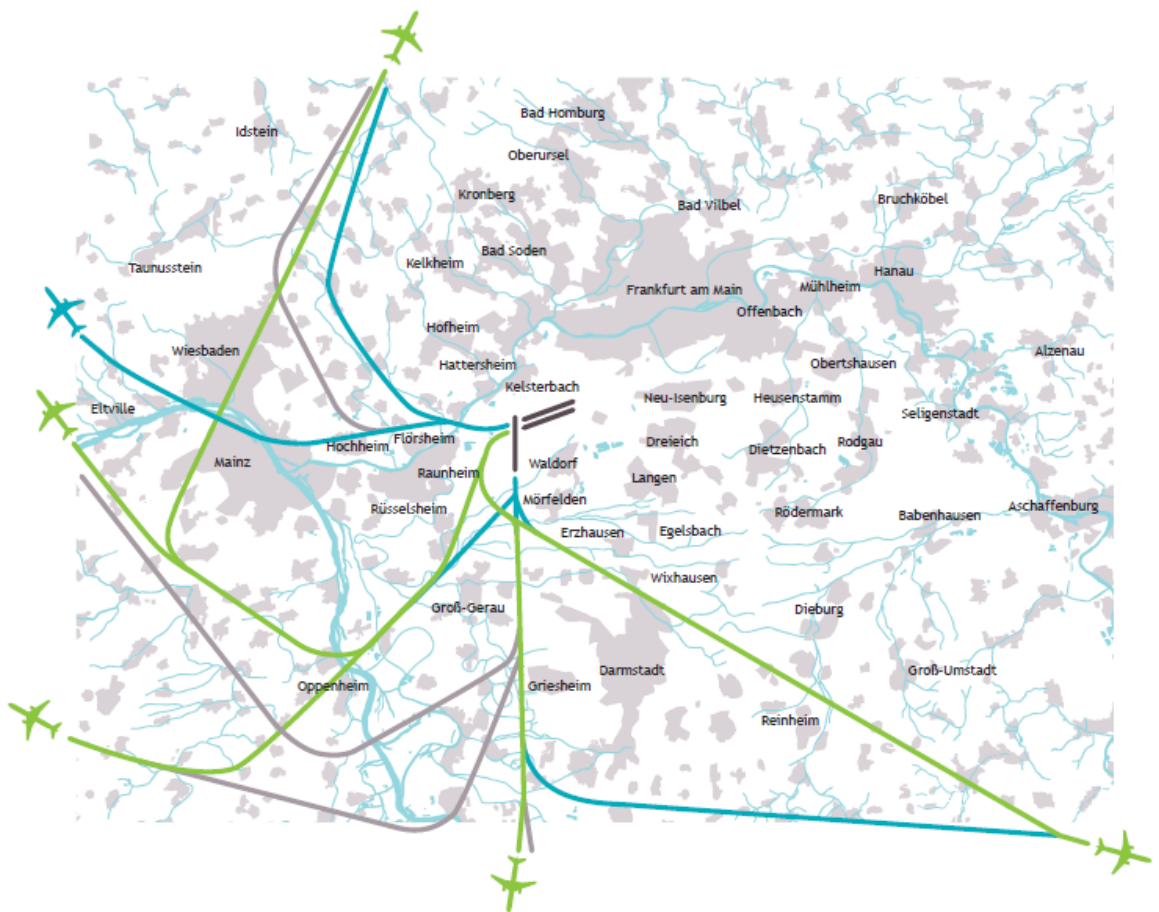 Bad Homburg
Idstein
Oberursel
Kronberg
Bad Vilbel
Bruchköbel
Bad Soden
Kelkheim
Taunusstein
Hanau
Frankfurt am Main
Mühlheim
Offenbach
Hofheim
Wiesbaden
Alzenau
Hattersheim
Obertshausen
Kelsterbach
Neu-Isenburg
Heusenstamm
Eltville
Seligenstadt
Flörsheim
Hochheim
Dreieich
Rodgau
Dietzenbach
Mainz
Waldorf
Raunheim
Langen
Mörfelden
Rüsselsheim
Rödermark
Aschaffenburg
Babenhausen
Erzhausen
Egelsbach
Wixhausen
Groß-Gerau
Dieburg
Darmstadt
Groß-Umstadt
Oppenheim
Griesheim
Reinheim